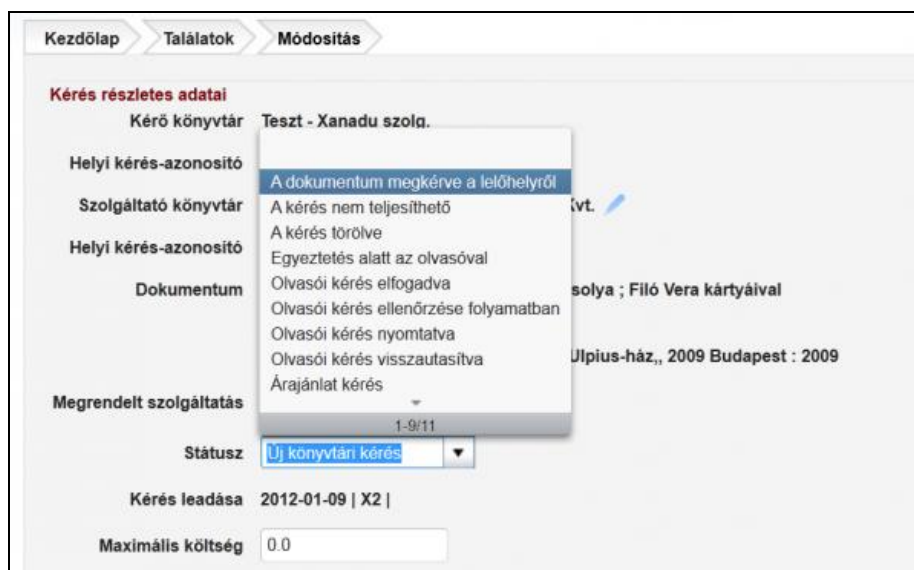 Kezdőlap Találatok Módosítás
Kérés részletes adatai
Kérő könyvtár Teszt - Xanadu szolg.
Helyi kérés-azonosító
A dokumentum megkérve a lelőhelyről
Szolgáltató könyvtár A kérés nem teljesíthető Kvt.
A kérés törölve
Helyi kérés-azonosító
Egyeztetés alatt az olvasóval
Olvasói kérés elfogadva
Dokumentum solya ; Filó Vera kártyáival
Olvasói kérés ellenőrzése folyamatban
Olvasói kérés nyomtatva
Olvasói kérés visszautasítva Ulpius-ház,, 2009 Budapest : 2009
Árajánlat kérés
Megrendelt szolgáltatás
1-9/11
Státusz Új könyvtári kérés
Kérés leadása 2012-01-09 | X2 |
Maximális költség 0.0